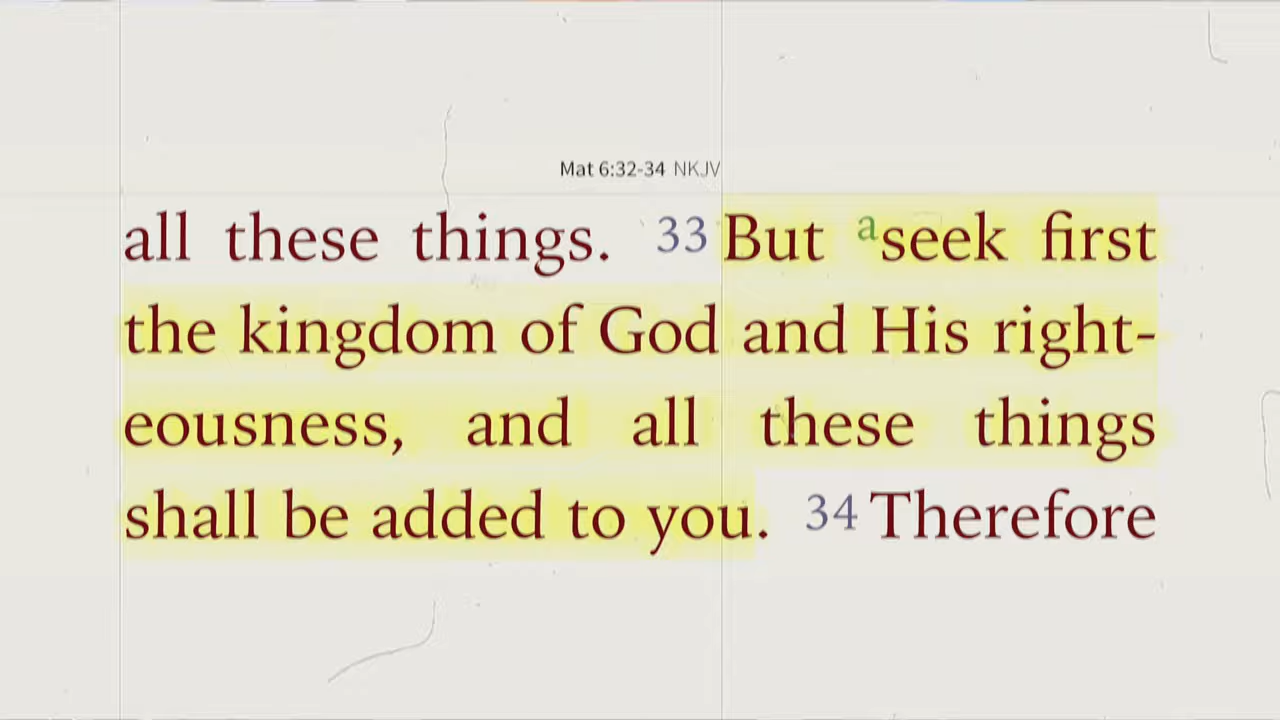 Mat 6:32-34 NKJV
all these things. 33 But aseek first
the kingdom of God and His right-
eousness, and all these things
shall be added to you. 34 Therefore